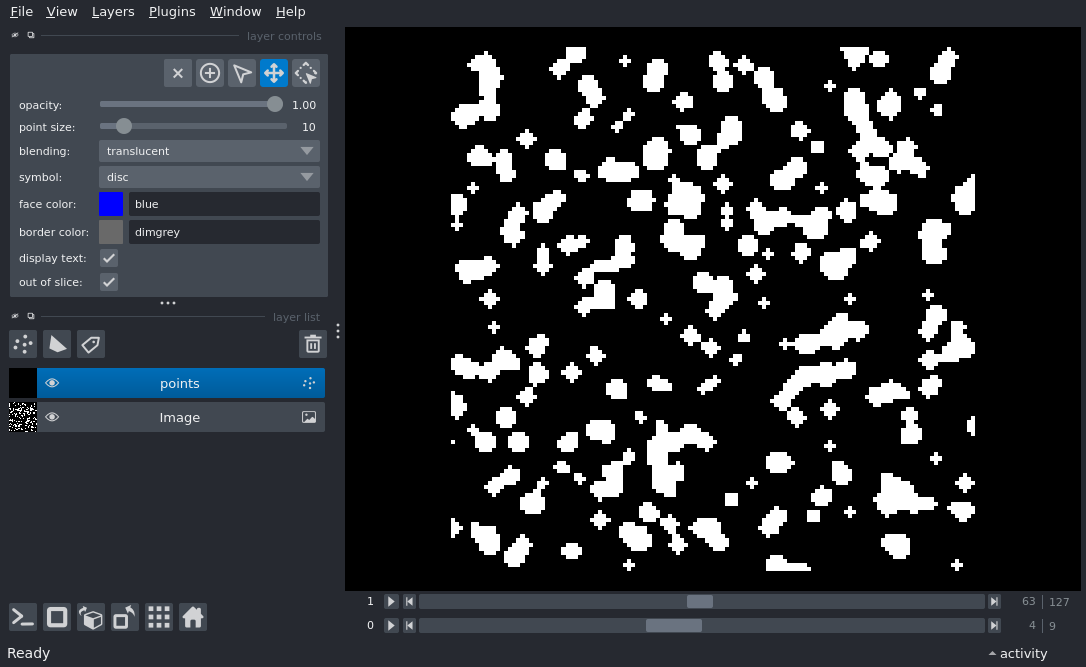 File View Layers Plugins Window Help
layer controls
opacity: 1.00
point size: 10
blending: translucent
symbol: disc
face color: blue
border color: dimgrey
display text:
out of slice:
layer list
points
Image
1 63 127
0 4 9
Ready activity